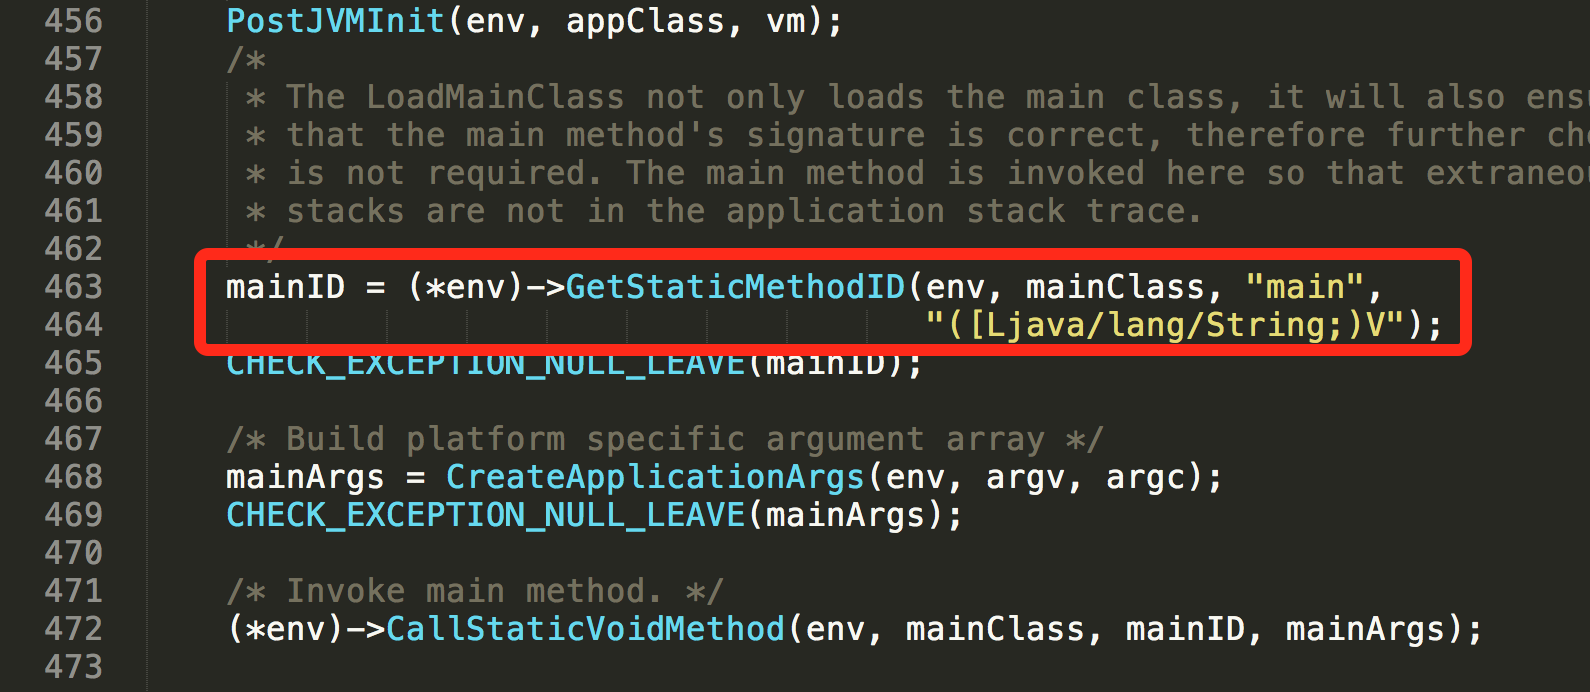 456 PostJVMInit(env, appClass, vm);
457 /*
458 * The LoadMainClass not only loads the main class, it will also
459 * that the main method's signature is correct, therefore further
460 * is not required. The main method is invoked here so that
461 * stacks are not in the application stack trace.
462 */
463 mainID = (*env)->GetStaticMethodID(env, mainClass, "main",
464 "([Ljava/lang/String;)V");
465 CHECK_EXCEPTION_NULL_LEAVE(mainID);
466
467 /* Build platform specific argument array */
468 mainArgs = CreateApplicationArgs(env, argv, argc);
469 CHECK_EXCEPTION_NULL_LEAVE(mainArgs);
470
471 /* Invoke main method. */
472 (*env)->CallStaticVoidMethod(env, mainClass, mainID, mainArgs);
473